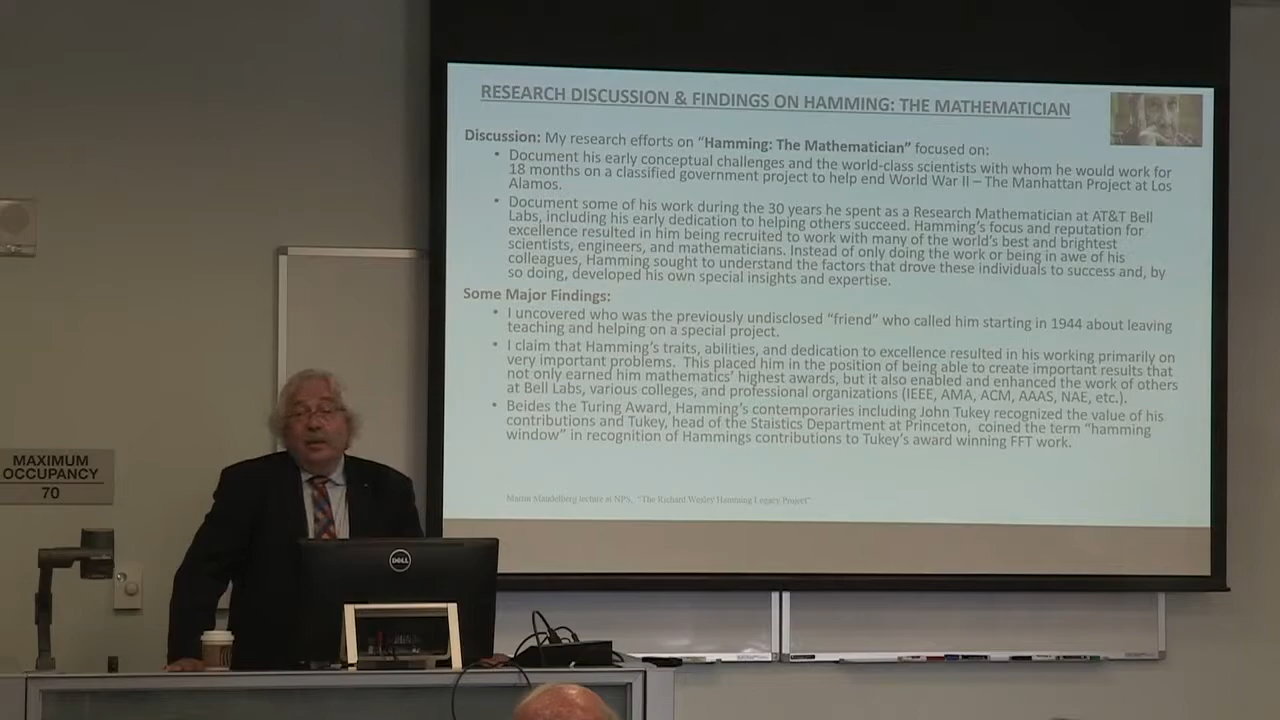 RESEARCH DISCUSSION & FINDINGS ON HAMMING: THE MATHEMATICIAN
Discussion: My research efforts on “Hamming: The Mathematician” focused on:
• Document his early conceptual challenges and the world-class scientists with whom he would work for
18 months on a classified government project to help end World War II – The Manhattan Project at Los
Alamos.
• Document some of his work during the 30 years he spent as a Research Mathematician at AT&T Bell
Labs, including his early dedication to helping others succeed. Hamming’s focus and reputation for
excellence resulted in him being recruited to work with many of the world’s best and brightest
scientists, engineers, and mathematicians. Instead of only doing the work or being in awe of his
colleagues, Hamming sought to understand the factors that drove these individuals to success and, by
so doing, developed his own special insights and expertise.
Some Major Findings:
• I uncovered who was the previously undisclosed “friend” who called him starting in 1944 about leaving
teaching and helping on a special project.
• I claim that Hamming’s traits, abilities, and dedication to excellence resulted in his working primarily on
very important problems. This placed him in the position of being able to create important results that
not only earned him mathematics’ highest awards, but it also enabled and enhanced the work of others
at Bell Labs, various colleges, and professional organizations (IEEE, AMA, ACM, AAAS, NAE, etc.).
• Beides the Turing Award, Hamming’s contemporaries including John Tukey recognized the value of his
contributions and Tukey, head of the Staistics Department at Princeton, coined the term “hamming
window” in recognition of Hammings contributions to Tukey’s award winning FFT work.
Martin Mandelberg lecture at NPS, “The Richard Wesley Hamming Legacy Project”
MAXIMUM
OCCUPANCY
70
DELL